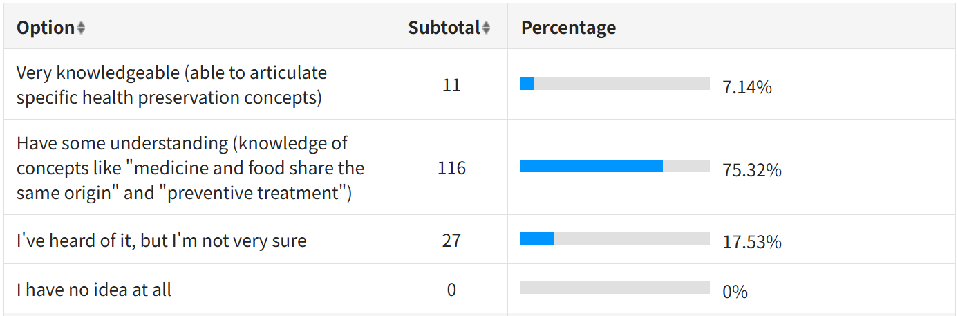 Option Subtotal Percentage
Very knowledgeable (able to articulate
specific health preservation concepts) 11 7.14%
Have some understanding (knowledge of
concepts like "medicine and food share the
same origin" and "preventive treatment") 116 75.32%
I've heard of it, but I'm not very sure 27 17.53%
I have no idea at all 0 0%